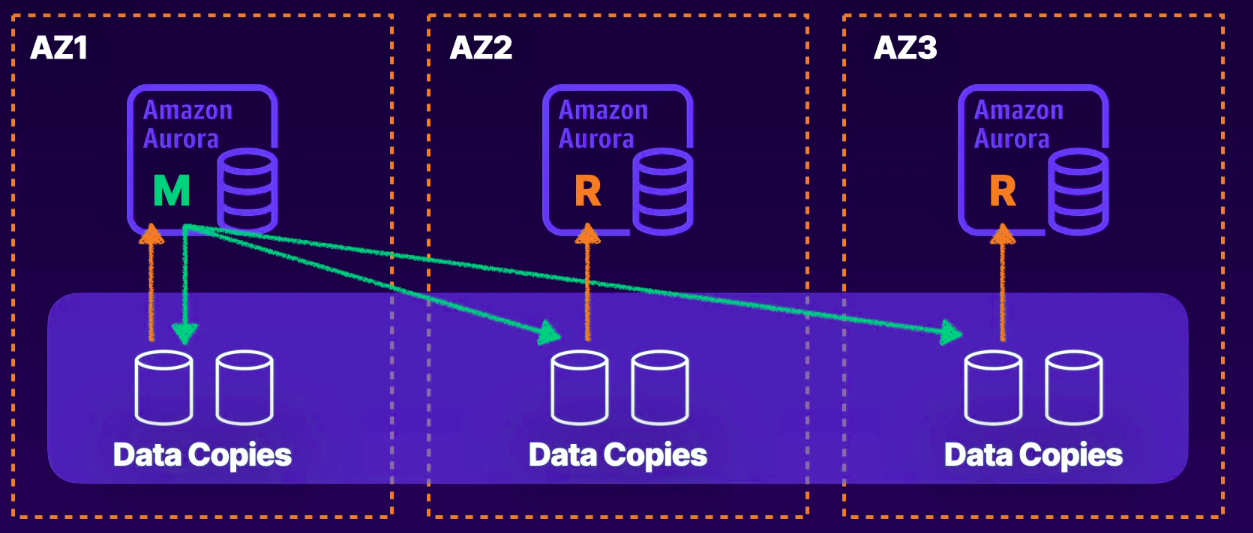 AZ1
Amazon
Aurora
M
Data Copies
AZ2
Amazon
Aurora
R
Data Copies
AZ3
Amazon
Aurora
R
Data Copies